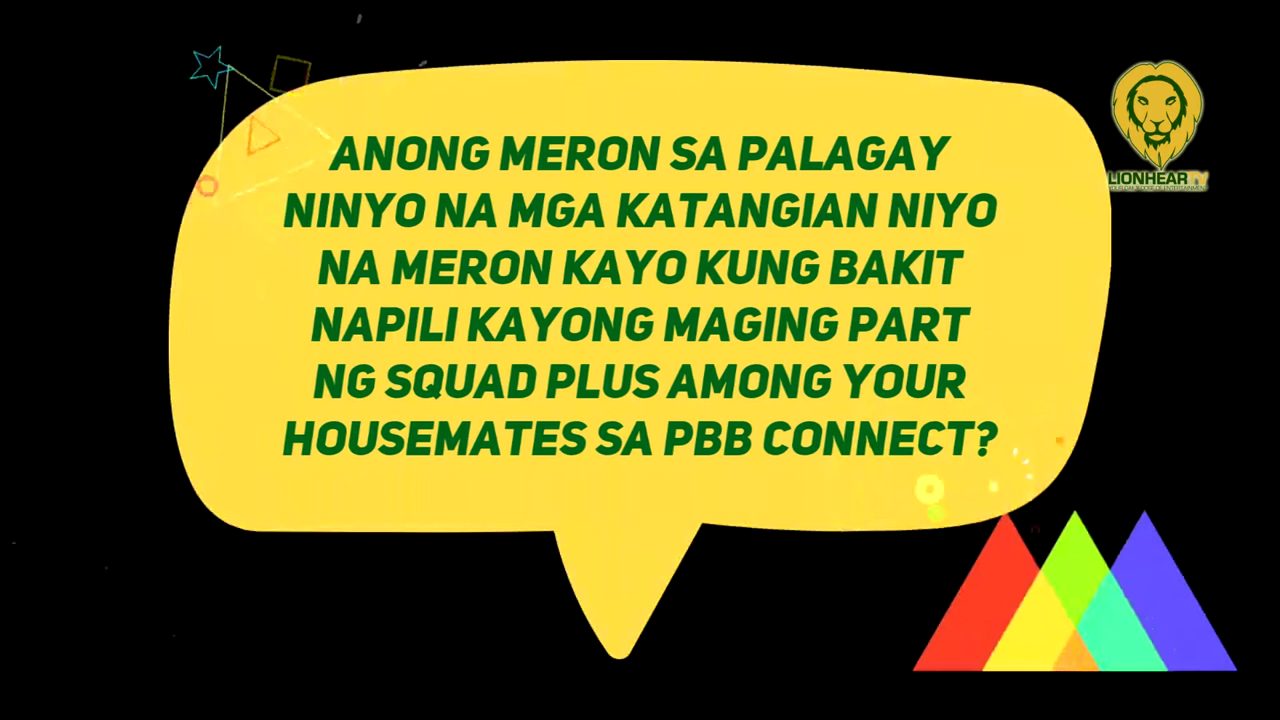 ANONG MERON SA PALAGAY
NINYO NA MGA KATANGIAN NIYO
NA MERON KAYO KUNG BAKIT
NAPILI KAYONG MAGING PART
NG SQUAD PLUS AMONG YOUR
HOUSEMATES SA PBB CONNECT?
LIONHEARTV